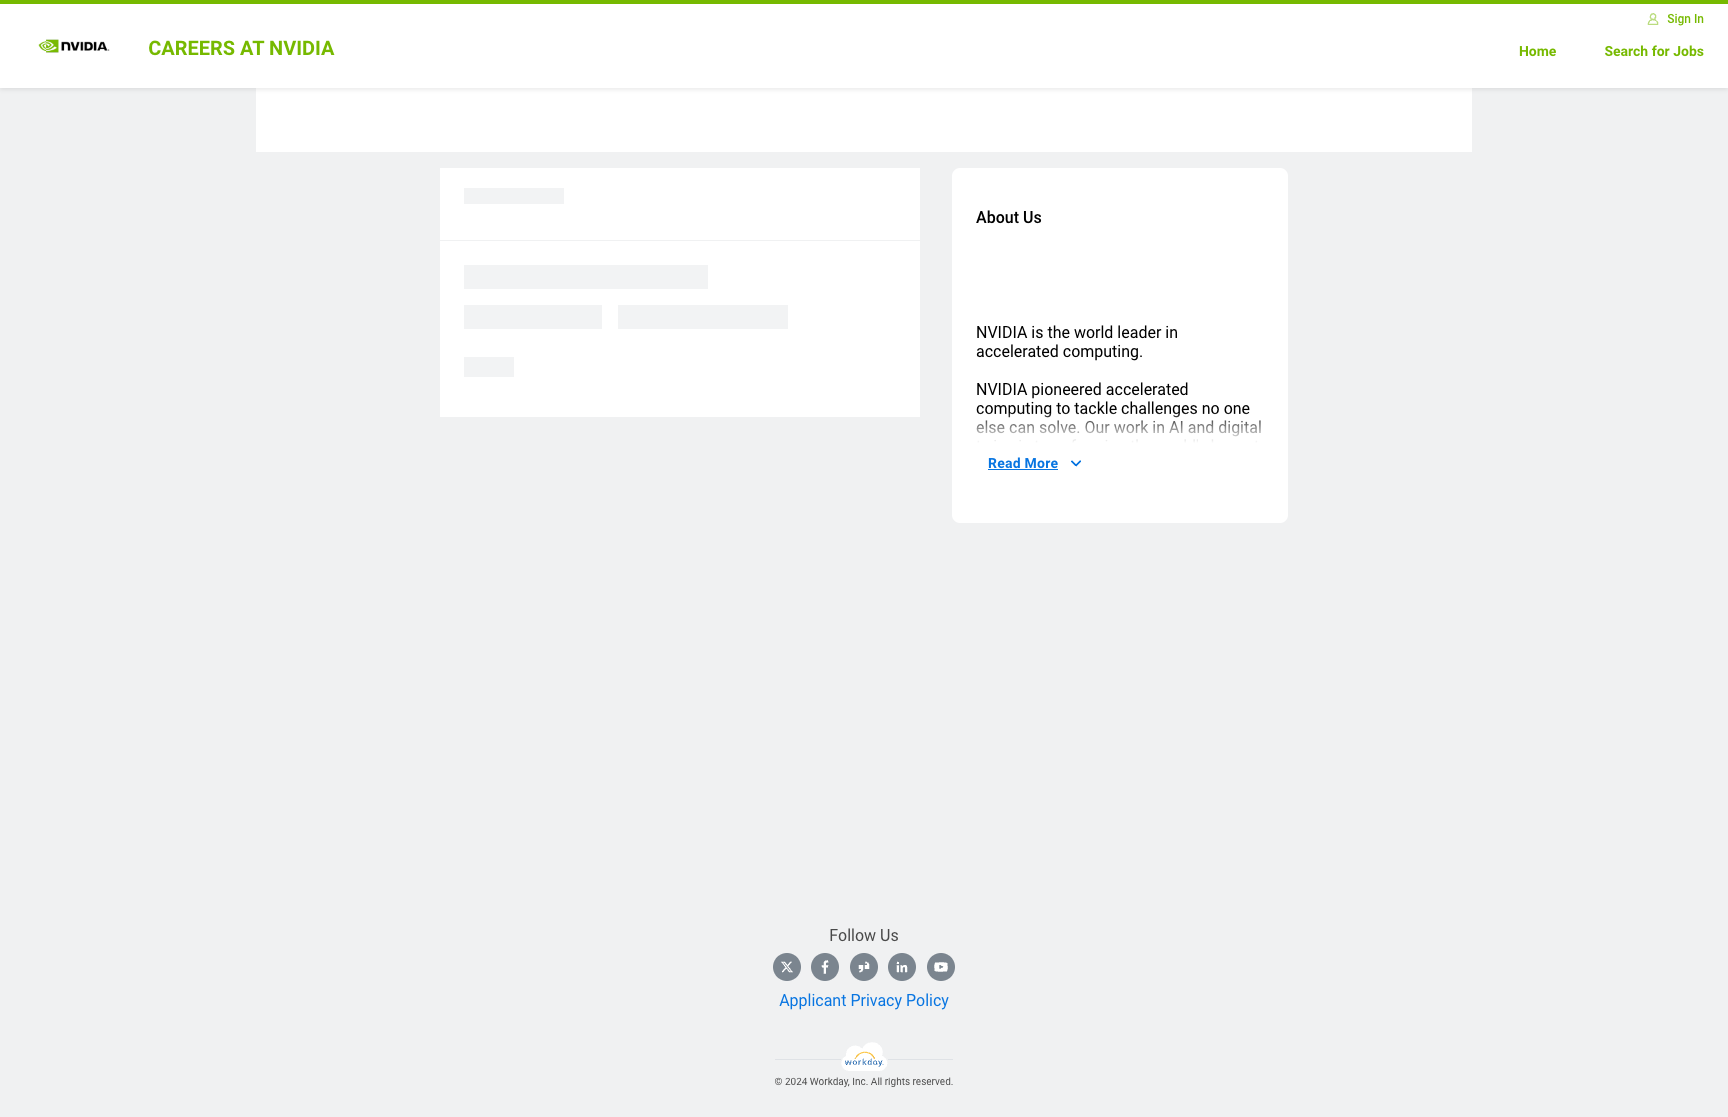 Sign In
NVIDIA
CAREERS AT NVIDIA
Home
Search for Jobs
About Us
NVIDIA is the world leader in
accelerated computing.
NVIDIA pioneered accelerated
computing to tackle challenges no one
else can solve. Our work in AI and digital
Read More
Follow Us
Applicant Privacy Policy
workday.
© 2024 Workday, Inc. All rights reserved.